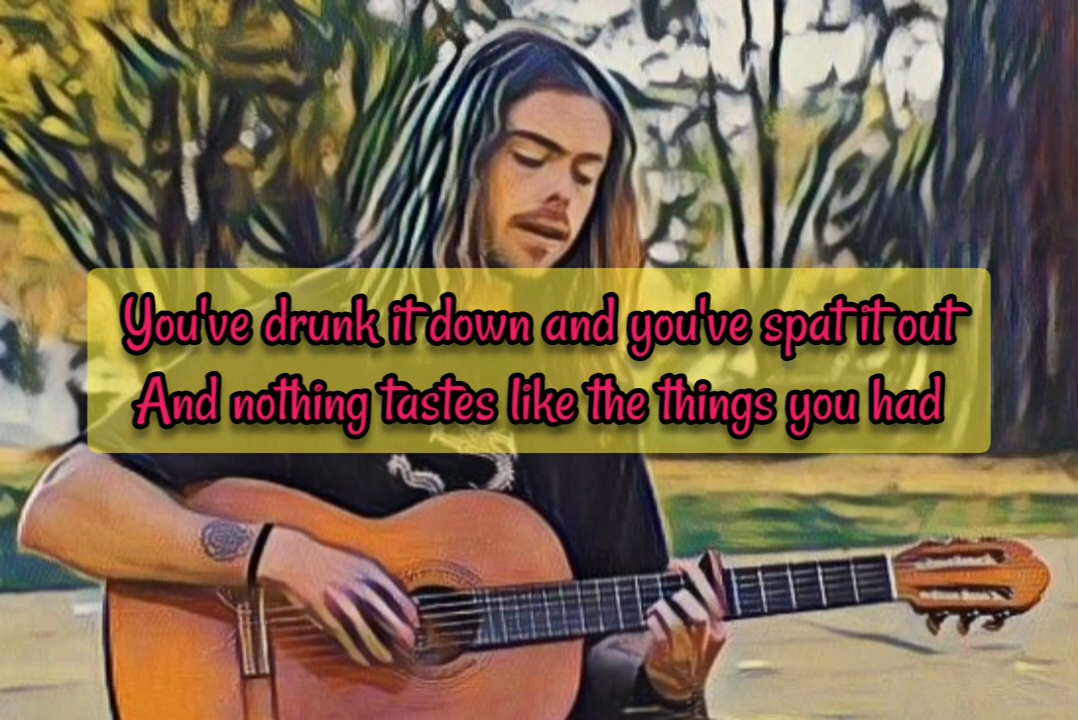 You've drunk it down and you've spat it out
And nothing tastes like the things you had